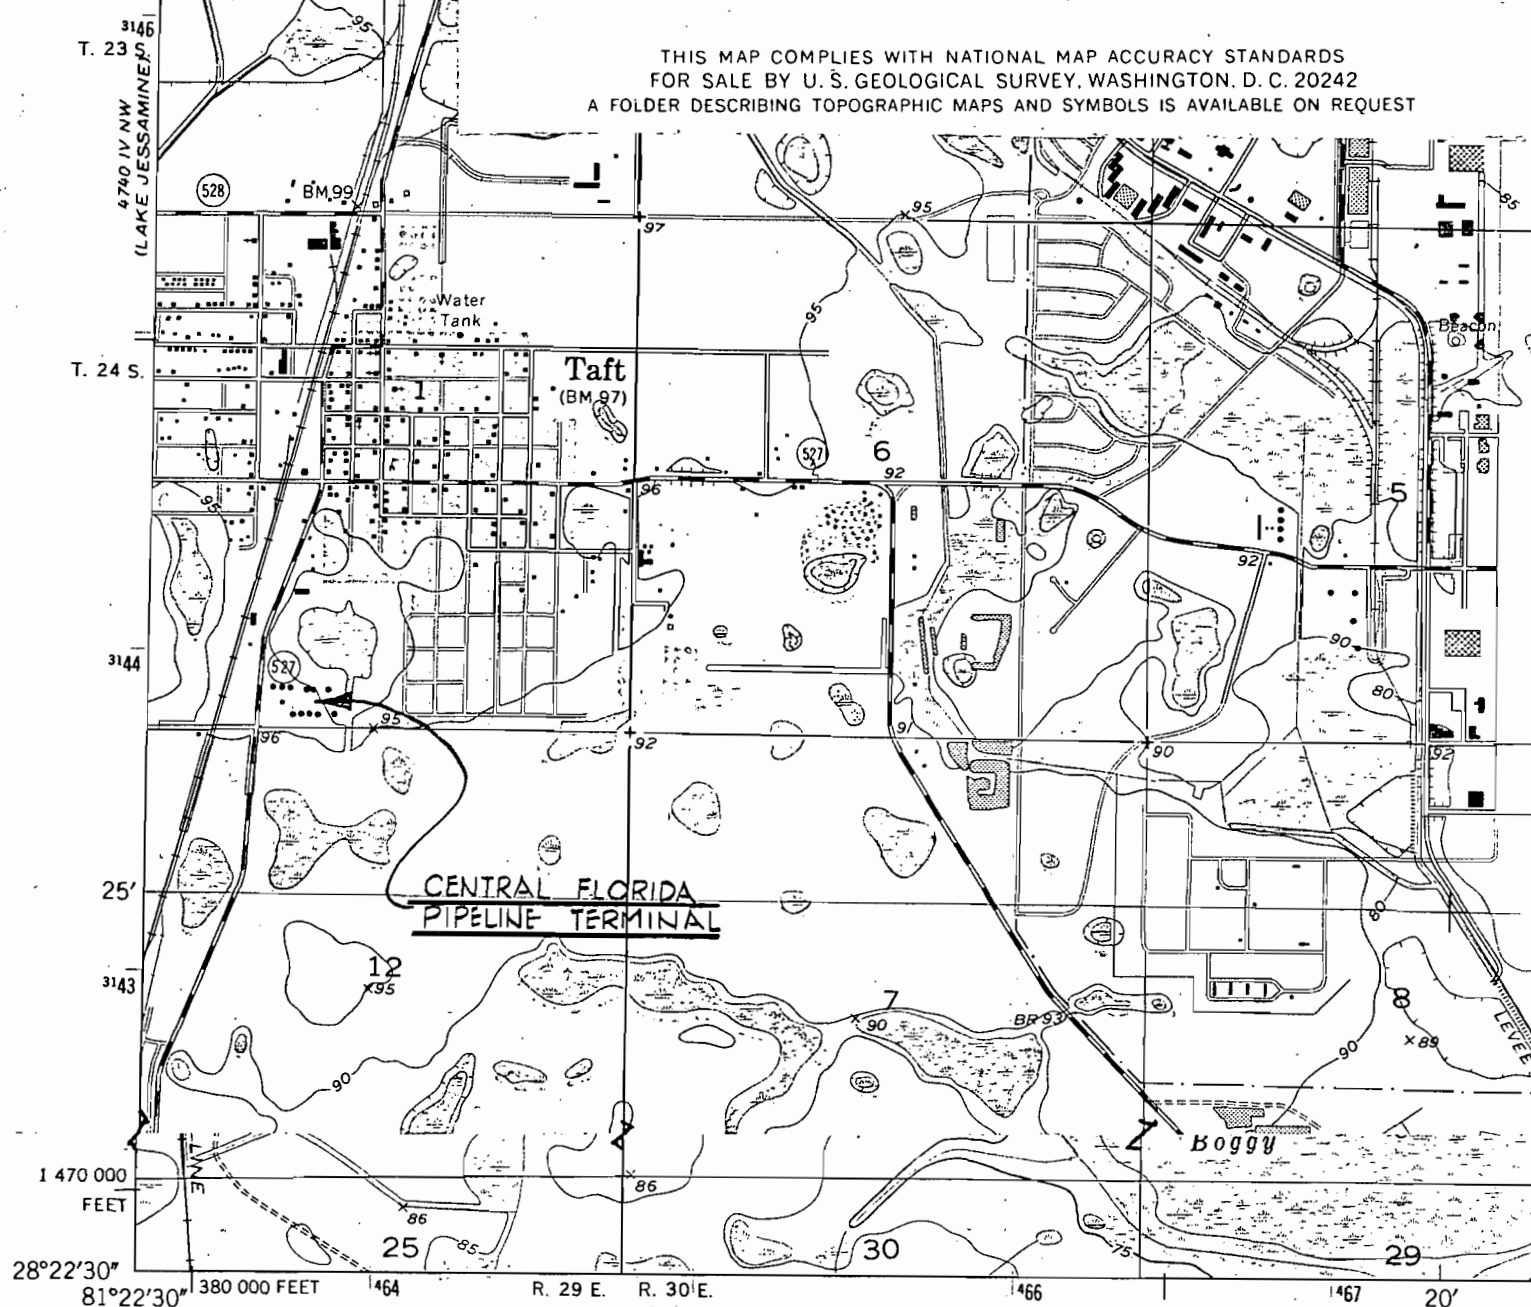 3146
T. 23 S.
4740 IV NW
(LAKE JESSAMINE)
95
THIS MAP COMPLIES WITH NATIONAL MAP ACCURACY STANDARDS
FOR SALE BY U. S. GEOLOGICAL SURVEY, WASHINGTON, D. C. 20242
A FOLDER DESCRIBING TOPOGRAPHIC MAPS AND SYMBOLS IS AVAILABLE ON REQUEST
528
BM 99
97
95
85
Water
Tank
95
Beacon
T. 24 S.
1
Taft
(BM 97)
527
6
92
95
96
5
92
3144
527
90
80
95
96
92
91
90
92
25'
CENTRAL FLORIDA
PIPELINE TERMINAL
80
12
95
3143
7
90
BR 93
8
89
90
90
LEVEE
Boggy
LINE
1 470 000
FEET
86
86
25
85
30
75
29
28°22'30"
81°22'30"
380 000 FEET
464
R. 29 E.
R. 30 E.
466
467
20'